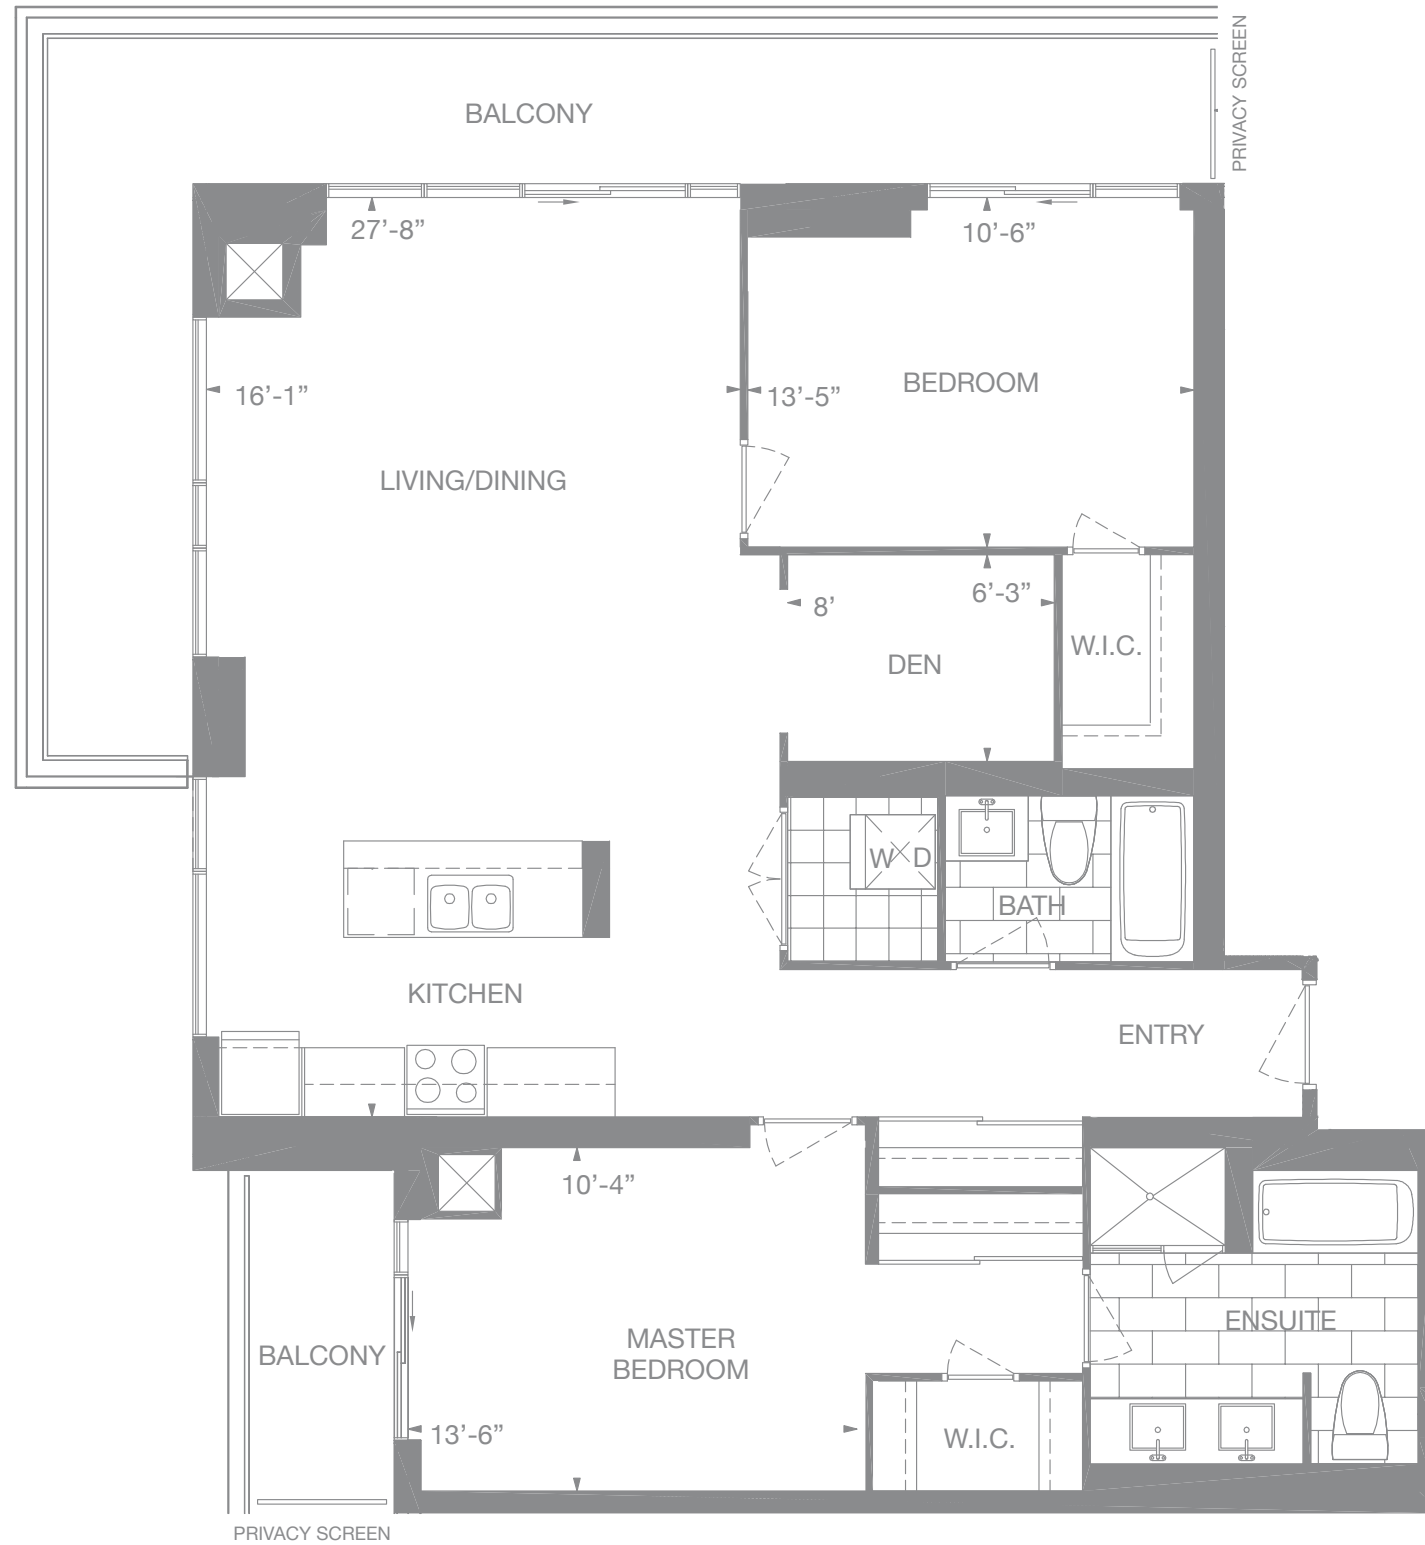 PRIVACY SCREEN
BALCONY
27’-8”
10’-6”
16’-1”
13’-5”
BEDROOM
LIVING/DINING
8’
6’-3”
W.I.C.
DEN
W D
BATH
KITCHEN
ENTRY
10’-4”
ENSUITE
MASTER
BEDROOM
BALCONY
13’-6”
W.I.C.
PRIVACY SCREEN